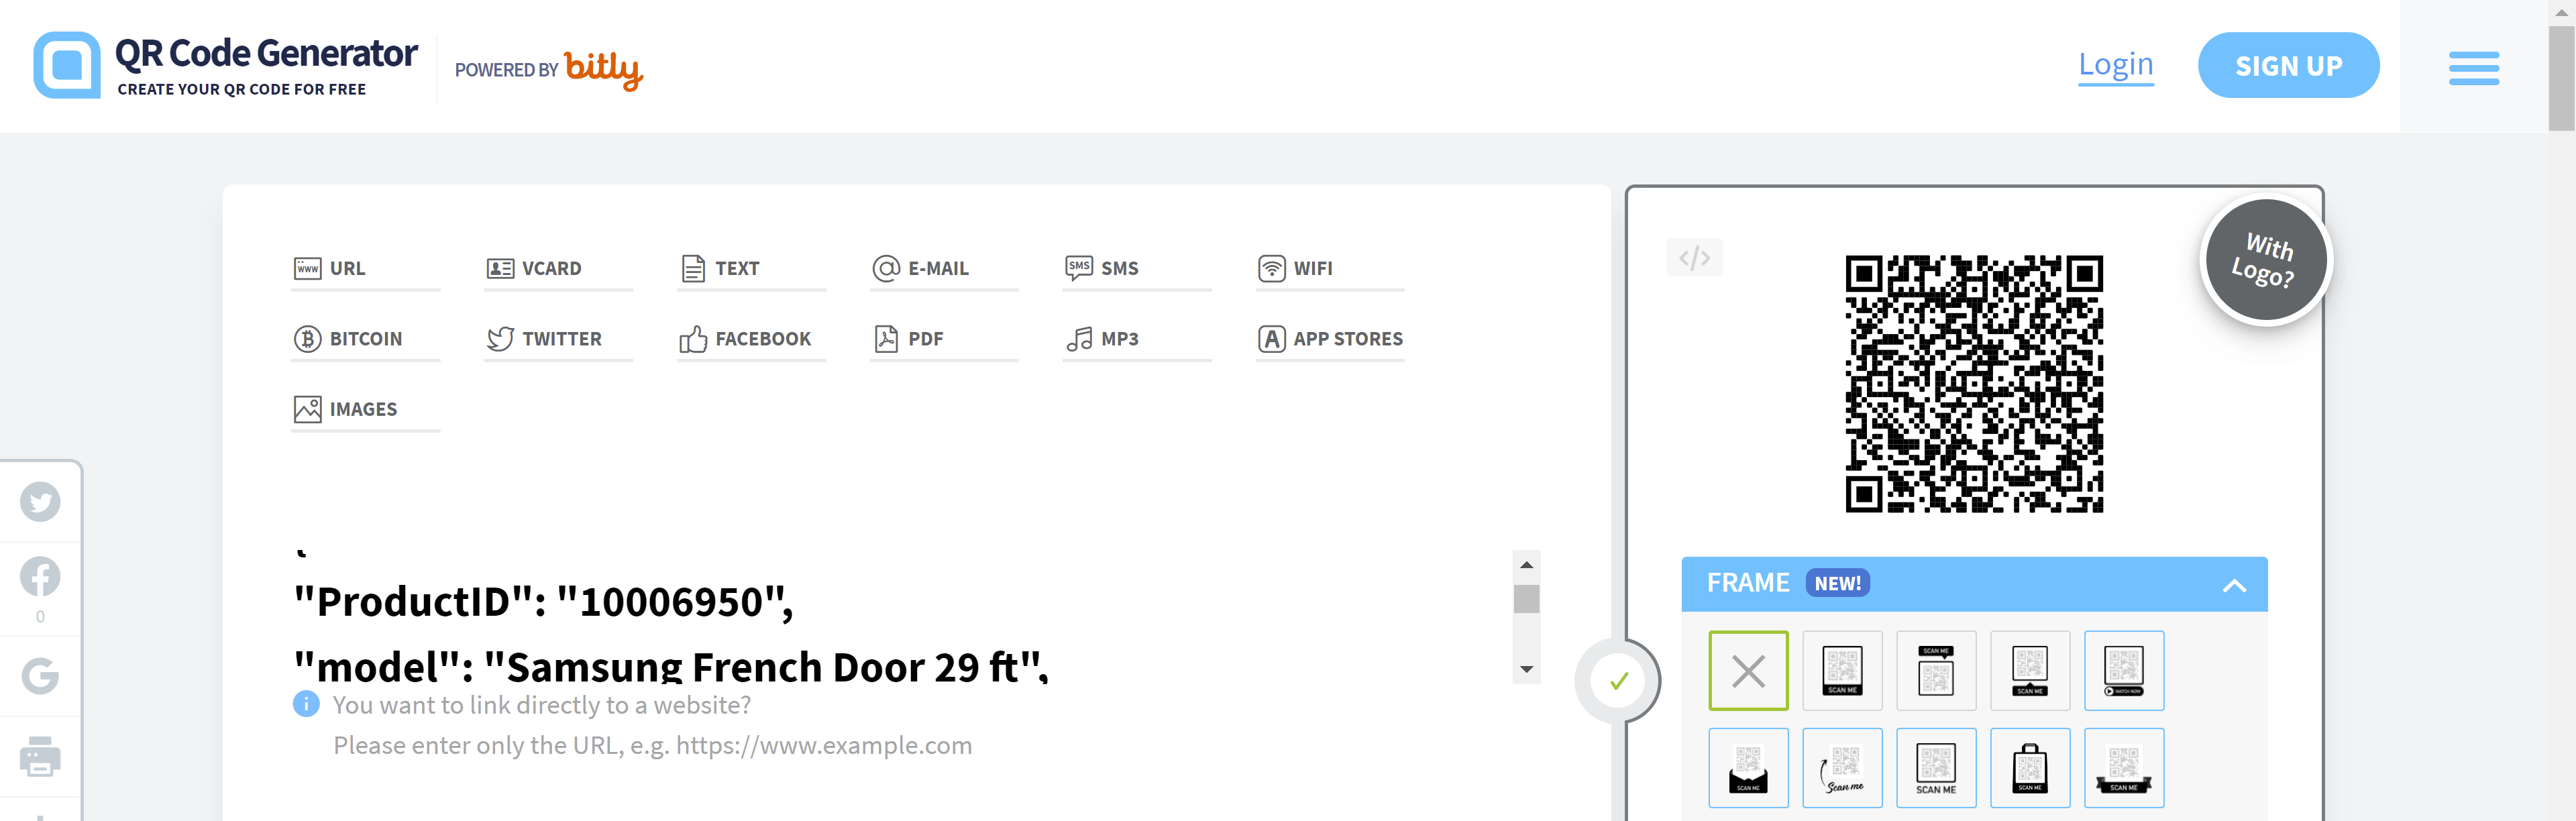 QR Code Generator
CREATE YOUR QR CODE FOR FREE
POWERED BY bitly
Login
SIGN UP
WWW URL
VCARD
TEXT
E-MAIL
SMS SMS
WIFI
BITCOIN
TWITTER
FACEBOOK
PDF
MP3
A APP STORES
IMAGES
"ProductID": "10006950",
"model": "Samsung French Door 29 ft",
i You want to link directly to a website?
Please enter only the URL, e.g. https://www.example.com
0
</>
With
Logo?
FRAME NEW!
SCAN ME
SCAN ME
SCAN ME
WATCH NOW
SCAN ME
Scan me
SCAN ME
SCAN ME
SCAN ME